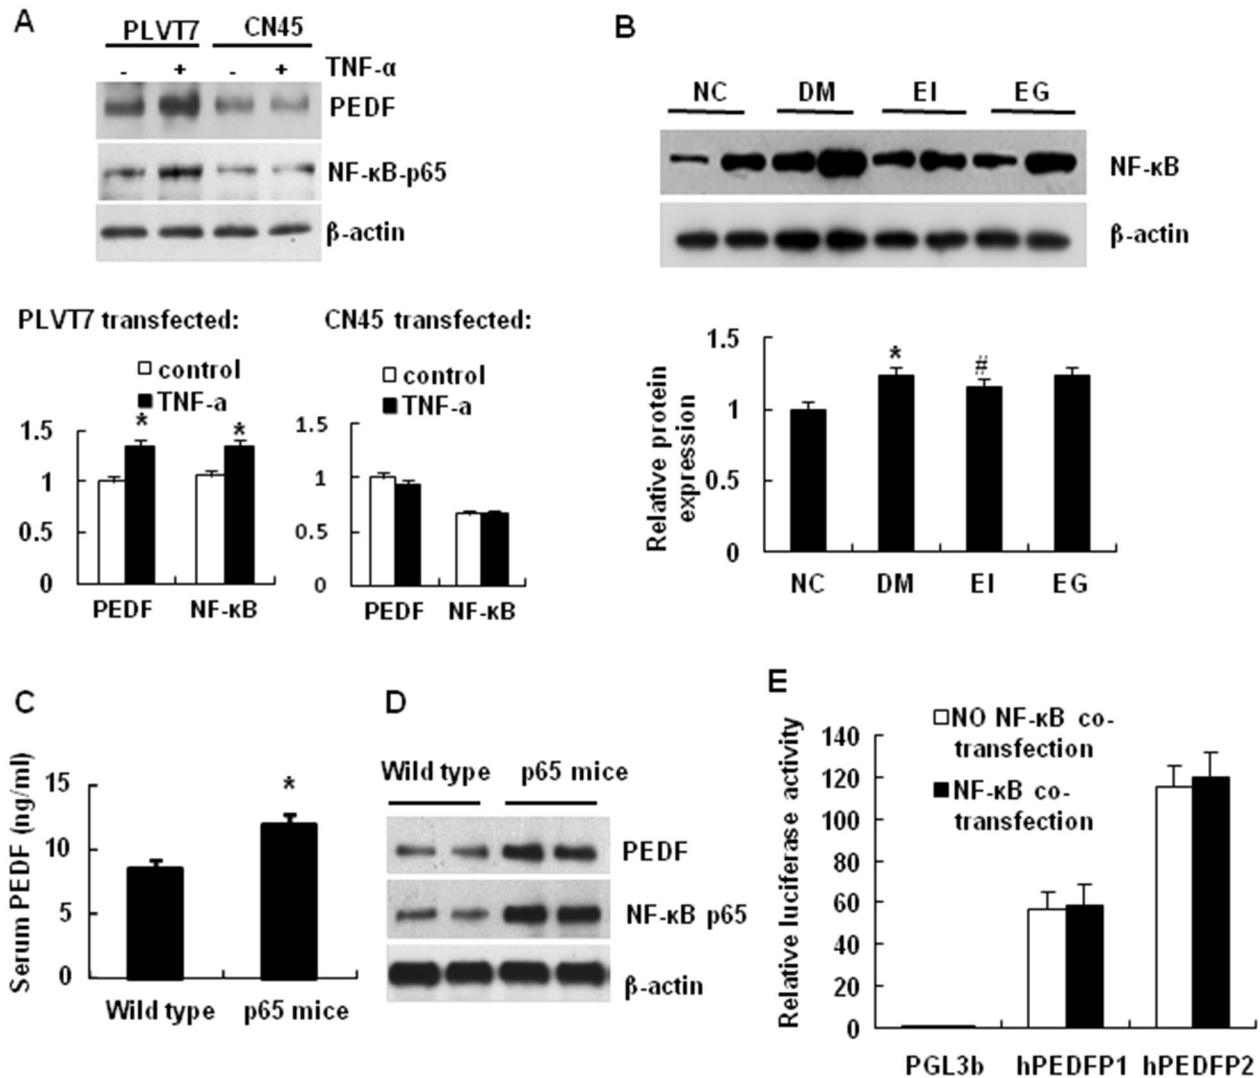 A
PLVT7 CN45
- + - + TNF-α
PEDF
NF-κB-p65
β-actin
PLVT7 transfected:
control
TNF-a
* *
1.5
1
0.5
0
PEDF NF-κB
CN45 transfected:
control
TNF-a
1.5
1
0.5
0
PEDF NF-κB
B
NC DM EI EG
NF-κB
β-actin
Relative protein
expression
1.5
1
0.5
0
* #
NC DM EI EG
C
Serum PEDF (ng/ml)
15
10
5
0
*
Wild type p65 mice
D
Wild type p65 mice
PEDF
NF-κB p65
β-actin
E
Relative luciferase activity
NO NF-κB co-
transfection
NF-κB co-
transfection
140
120
100
80
60
40
20
0
PGL3b hPEDFP1 hPEDFP2